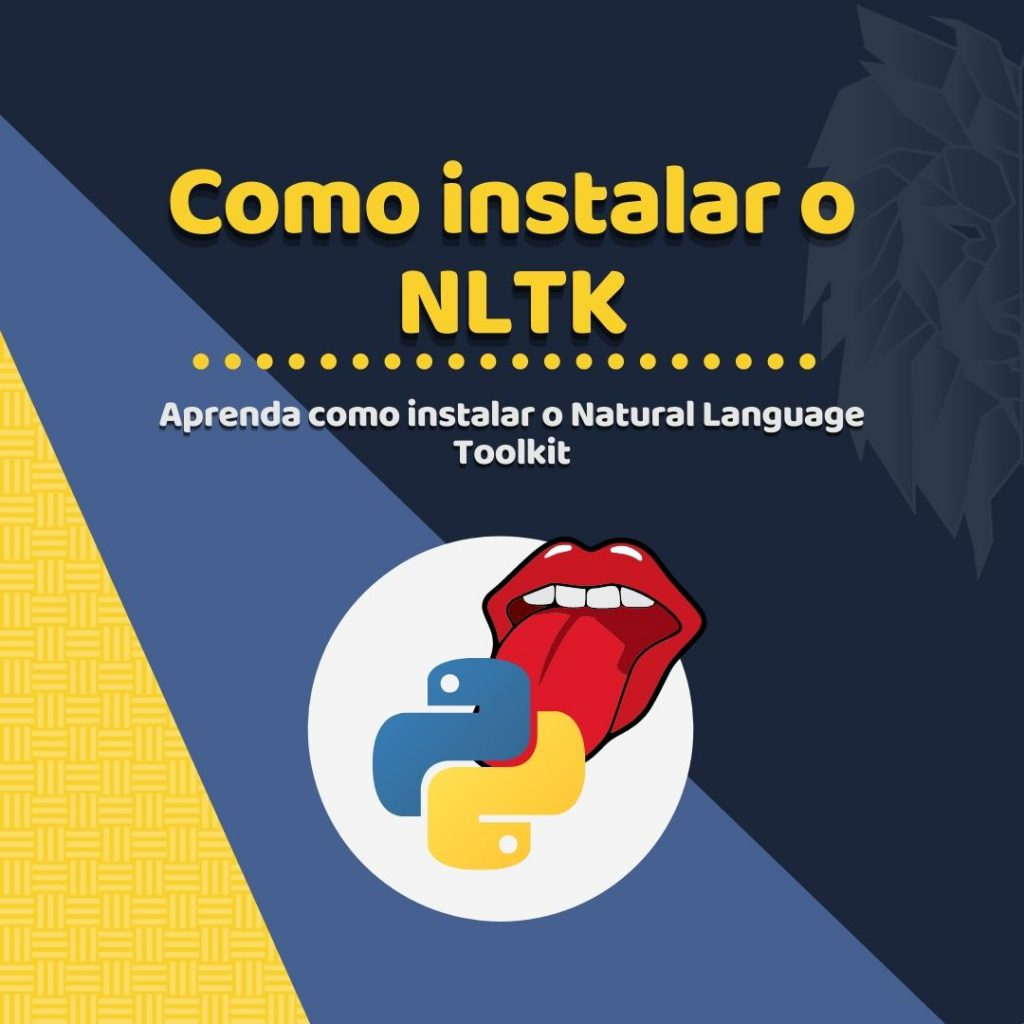 Como instalar o
NLTK
Aprenda como instalar o Natural Language
Toolkit